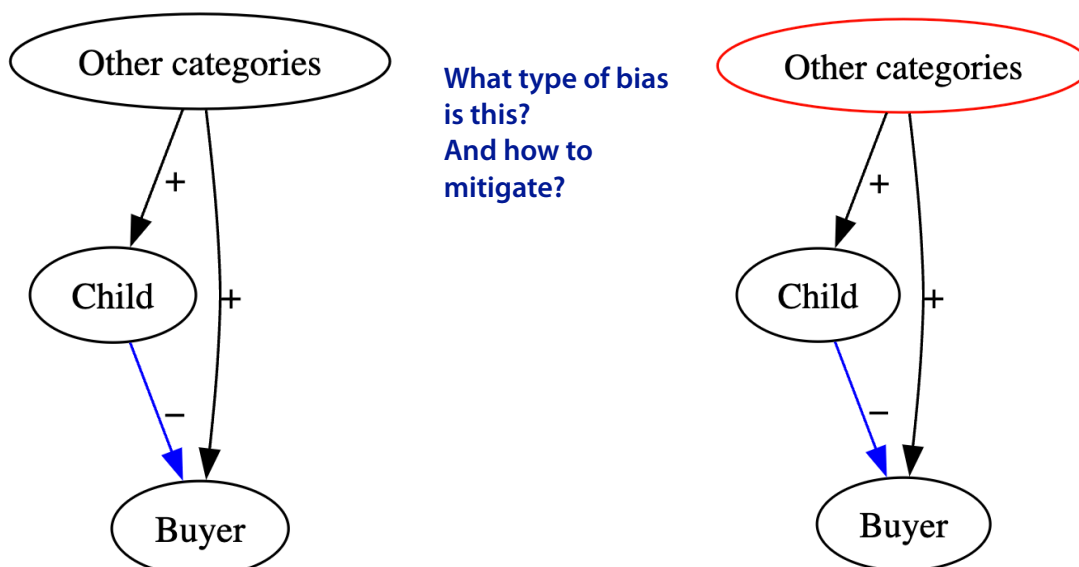 Other categories
What type of bias
is this?
And how to
mitigate?
Other categories
+
+
Child
+
+
Child
−
−
Buyer
Buyer